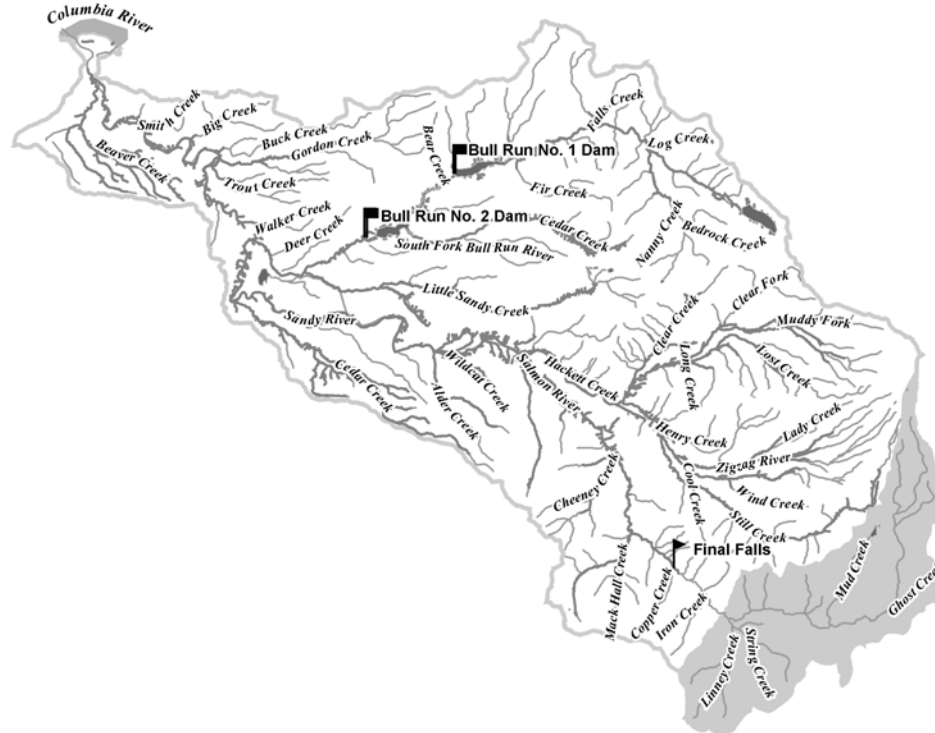 Columbia River
Smith Creek
Big Creek
Beaver Creek
Buck Creek
Gordon Creek
Bear Creek
Bull Run No. 1 Dam
Falls Creek
Log Creek
Trout Creek
Fir Creek
Walker Creek
Bull Run No. 2 Dam
Deer Creek
Cedar Creek
South Fork Bull Run River
Nanny Creek
Bedrock Creek
Little Sandy Creek
Clear Fork
Sandy River
Clear Creek
Muddy Fork
Wildcat Creek
Salmon River
Hackett Creek
Long Creek
Lost Creek
Cedar Creek
Alder Creek
Henry Creek
Lady Creek
Zigzag River
Cheeney Creek
Cool Creek
Wind Creek
Still Creek
Final Falls
Mack Hall Creek
Copper Creek
Iron Creek
Mud Creek
Ghost Creek
Linney Creek
String Creek